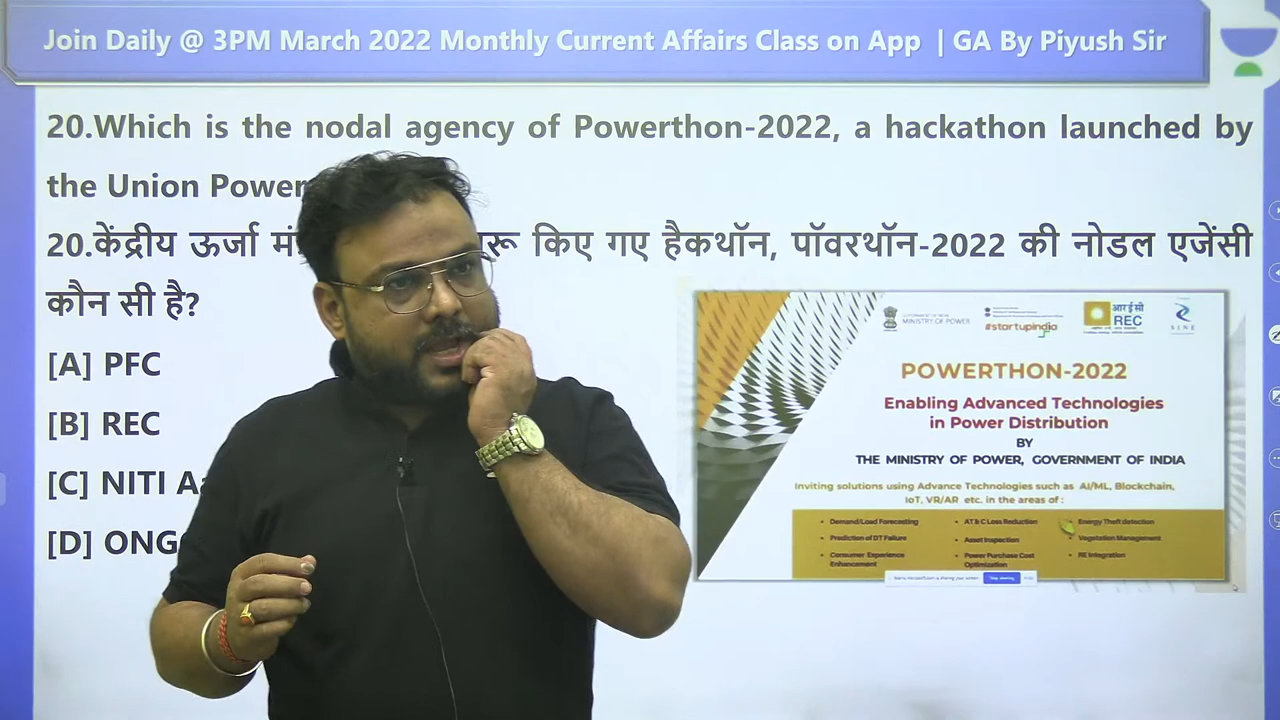 Join Daily @ 3PM March 2022 Monthly Current Affairs Class on App | GA By Piyush Sir
20.Which is the nodal agency of Powerthon-2022, a hackathon launched by
the Union Power
20.केंद्रीय ऊर्जा किए गए हैकथॉन, पॉवरथॉन-2022 की नोडल एजेंसी
कौन सी है?
[A] PFC
[B] REC
[C] NITI
[D] ONG
MINISTRY OF POWER
#startupindia
आर ई सी
REC
SINE
POWERTHON-2022
Enabling Advanced Technologies
in Power Distribution
BY
THE MINISTRY OF POWER, GOVERNMENT OF INDIA
Inviting solutions using Advance Technologies such as AI/ML, Blockchain,
IoT, VR/AR etc. in the areas of :
• Demand/Load Forecasting
• Prediction of DT Failure
• Consumer Experience
Enhancement
• AT & C Loss Reduction
• Asset Inspection
• Power Purchase Cost
Optimization
• Energy Theft detection
• Vegetation Management
• RE Integration
Stop sharing